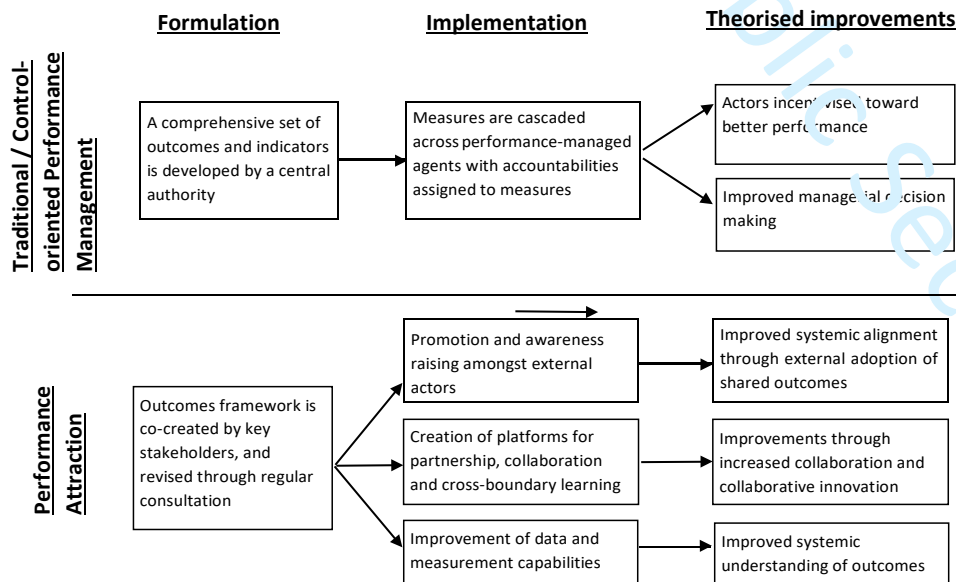 Formulation
Implementation
Theorised improvements
Traditional / Control-
oriented Performance
Management
A comprehensive set of
outcomes and indicators
is developed by a central
authority
Measures are cascaded
across performance-managed
agents with accountabilities
assigned to measures
Actors incentivised toward
better performance
Improved managerial decision
making
Performance
Attraction
Outcomes framework is
co-created by key
stakeholders, and
revised through regular
consultation
Promotion and awareness
raising amongst external
actors
Creation of platforms for
partnership, collaboration
and cross-boundary learning
Improvement of data and
measurement capabilities
Improved systemic alignment
through external adoption of
shared outcomes
Improvements through
increased collaboration and
collaborative innovation
Improved systemic
understanding of outcomes